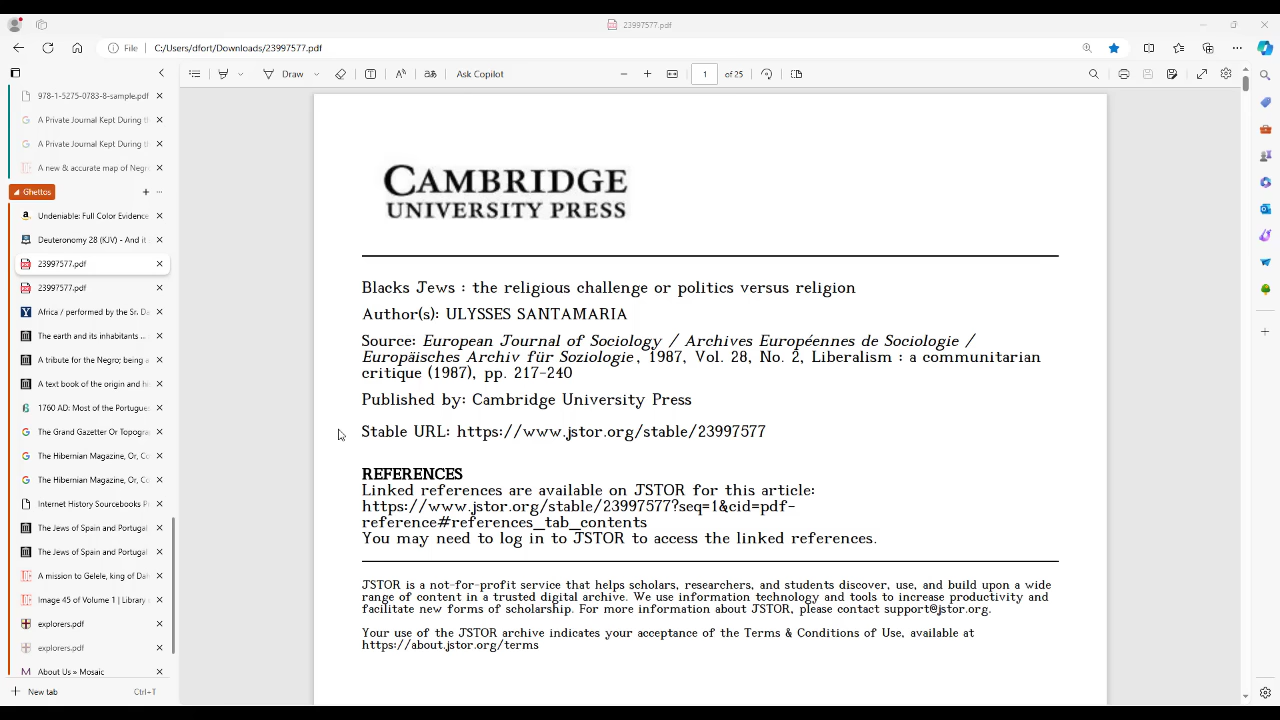 23997577.pdf
File
C:/Users/dfort/Downloads/23997577.pdf
Draw
Ask Copilot
1
of 25
978-1-5275-0783-8-sample.pdf
A Private Journal Kept During th
A Private Journal Kept During th
A new & accurate map of Negr
Ghettos
Undeniable: Full Color Evidence
Deuteronomy 28 (KJV) - And it
23997577.pdf
23997577.pdf
Africa / performed by the Sr. Da
The earth and its inhabitants ...
A tribute for the Negro; being a
A text book of the origin and hi
1760 AD: Most of the Portugue
The Grand Gazetter Or Topogra
The Hibernian Magazine, Or, Co
The Hibernian Magazine, Or, Co
Internet History Sourcebooks P
The Jews of Spain and Portugal
The Jews of Spain and Portugal
A mission to Gelele, king of Da
Image 45 of Volume 1 | Library
explorers.pdf
explorers.pdf
About Us » Mosaic
New tab
Ctrl+T
CAMBRIDGE
UNIVERSITY PRESS
Blacks Jews : the religious challenge or politics versus religion
Author(s): ULYSSES SANTAMARIA
Source: European Journal of Sociology / Archives Européennes de Sociologie /
Europäisches Archiv für Soziologie, 1987, Vol. 28, No. 2, Liberalism : a communitarian
critique (1987), pp. 217-240
Published by: Cambridge University Press
Stable URL: https://www.jstor.org/stable/23997577
REFERENCES
Linked references are available on JSTOR for this article:
https://www.jstor.org/stable/23997577?seq=1&cid=pdf-
reference#references_tab_contents
You may need to log in to JSTOR to access the linked references.
JSTOR is a not-for-profit service that helps scholars, researchers, and students discover, use, and build upon a wide
range of content in a trusted digital archive. We use information technology and tools to increase productivity and
facilitate new forms of scholarship. For more information about JSTOR, please contact support@jstor.org.
Your use of the JSTOR archive indicates your acceptance of the Terms & Conditions of Use, available at
https://about.jstor.org/terms